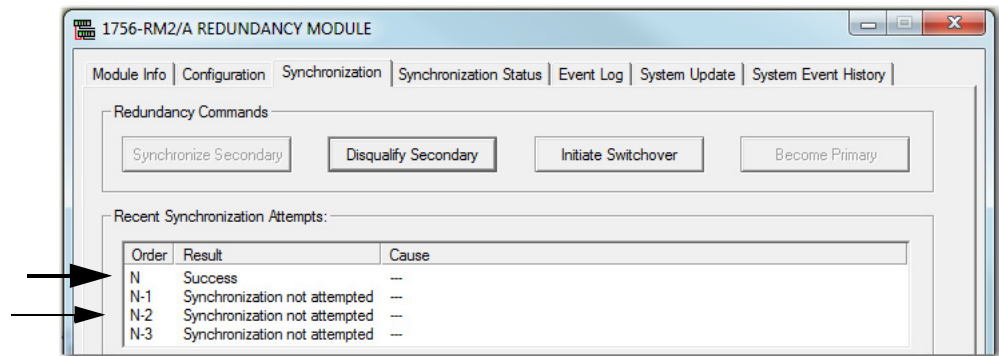 1756-RM2/A REDUNDANCY MODULE
Module Info Configuration Synchronization Synchronization Status Event Log System Update System Event History
Redundancy Commands
Synchronize Secondary Disqualify Secondary Initiate Switchover Become Primary
Recent Synchronization Attempts:
Order Result Cause
N Success ---
N-1 Synchronization not attempted ---
N-2 Synchronization not attempted ---
N-3 Synchronization not attempted ---